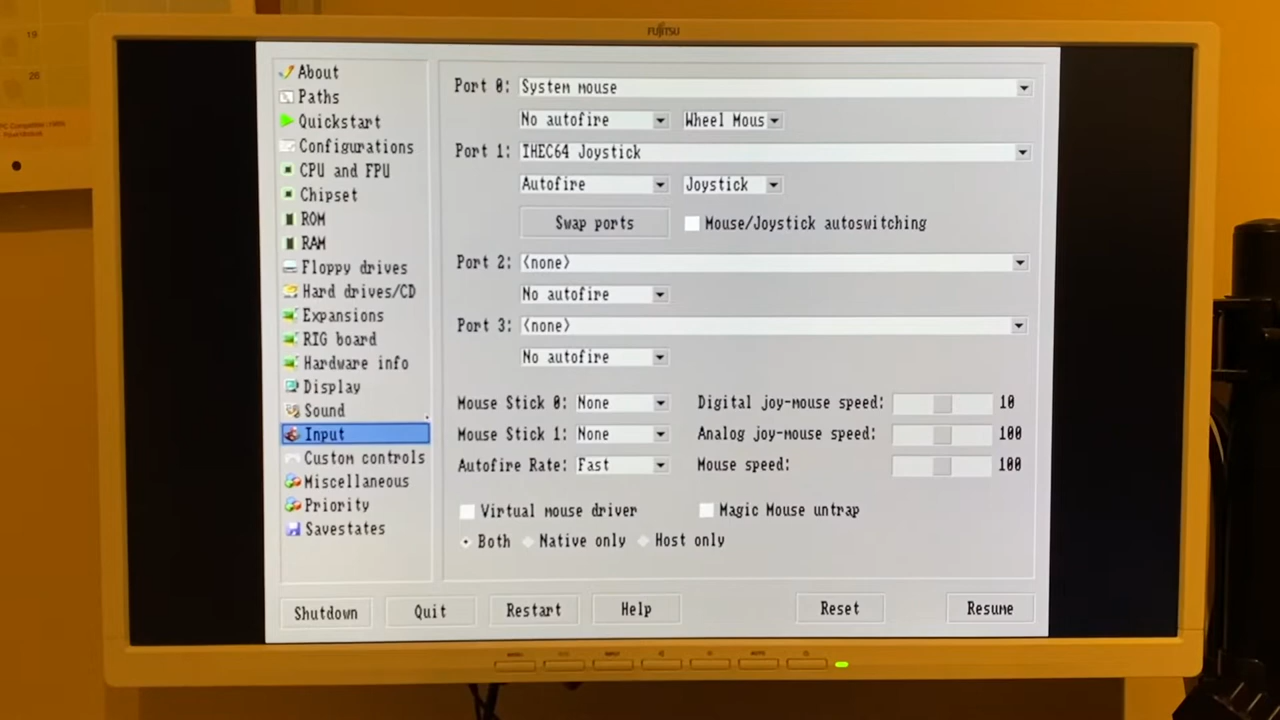 FUJITSU
19
26
About
Paths
Quickstart
Configurations
CPU and FPU
Chipset
ROM
RAM
Floppy drives
Hard drives/CD
Expansions
RTG board
Hardware info
Display
Sound
Input
Custom controls
Miscellaneous
Priority
Savestates
Port 0: System mouse
No autofire Wheel Mous
Port 1: THEC64 Joystick
Autofire Joystick
Swap ports Mouse/Joystick autoswitching
Port 2: <none>
No autofire
Port 3: <none>
No autofire
Mouse Stick 0: None Digital joy-mouse speed: 10
Mouse Stick 1: None Analog joy-mouse speed: 100
Autofire Rate: Fast Mouse speed: 100
Virtual mouse driver Magic Mouse untrap
Both Native only Host only
Shutdown Quit Restart Help Reset Resume
MENU INPUT AUTO